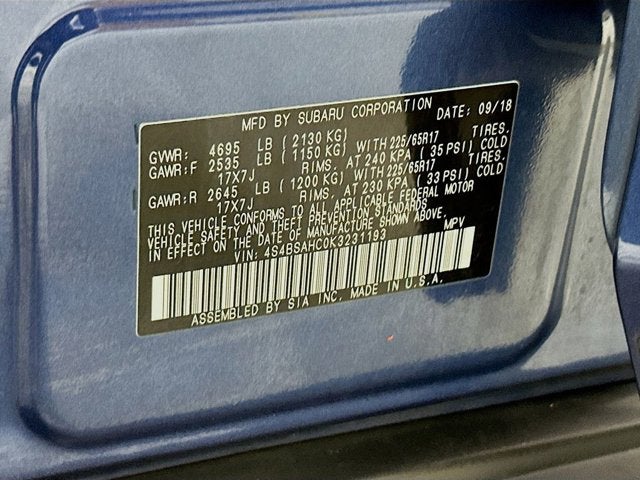 MFD BY SUBARU CORPORATION DATE: 09/18
GVWR: 4695 LB ( 2130 KG)
GAWR:F 2535 LB ( 1150 KG) WITH 225/65R17 TIRES.
17X7J RIMS, AT 240 KPA ( 35 PSI) COLD
GAWR:R 2645 LB ( 1200 KG) WITH 225/65R17 TIRES.
17X7J RIMS, AT 230 KPA ( 33 PSI) COLD
THIS VEHICLE CONFORMS TO ALL APPLICABLE FEDERAL MOTOR
VEHICLE SAFETY AND THEFT PREVENTION STANDARDS
IN EFFECT ON THE DATE OF MANUFACTURE SHOWN ABOVE.
VIN: 4S4BSAHC0K3231193 MPV
ASSEMBLED BY SIA INC. MADE IN U.S.A.